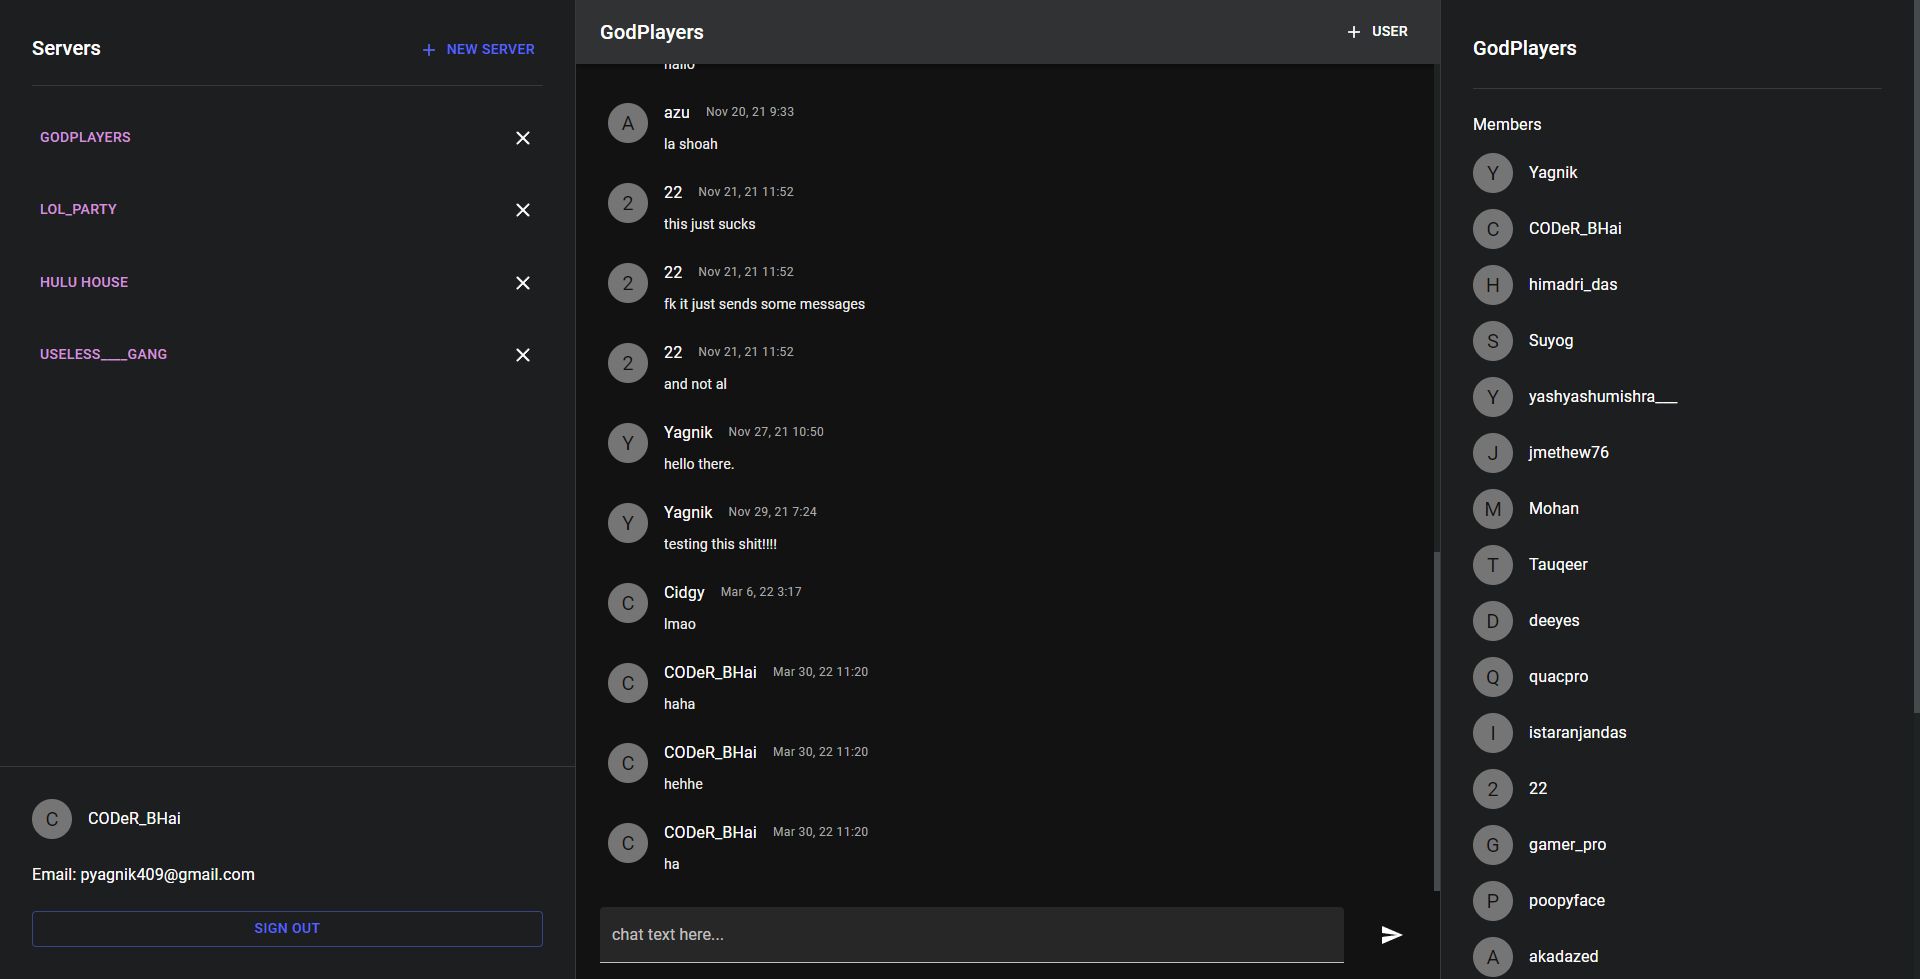 Servers
NEW SERVER
GODPLAYERS
LOL_PARTY
HULU HOUSE
USELESS____GANG
C
CODeR_BHai
Email: pyagnik409@gmail.com
SIGN OUT
GodPlayers
USER
hallo
A
azu Nov 20, 21 9:33
la shoah
2
22 Nov 21, 21 11:52
this just sucks
2
22 Nov 21, 21 11:52
fk it just sends some messages
2
22 Nov 21, 21 11:52
and not al
Y
Yagnik Nov 27, 21 10:50
hello there.
Y
Yagnik Nov 29, 21 7:24
testing this shit!!!!
C
Cidgy Mar 6, 22 3:17
lmao
C
CODeR_BHai Mar 30, 22 11:20
haha
C
CODeR_BHai Mar 30, 22 11:20
hehhe
C
CODeR_BHai Mar 30, 22 11:20
ha
chat text here...
GodPlayers
Members
Y Yagnik
C CODeR_BHai
H himadri_das
S Suyog
Y yashyashumishra___
J jmethew76
M Mohan
T Tauqeer
D deeyes
Q quacpro
I istaranjandas
2 22
G gamer_pro
P poopyface
A akadazed